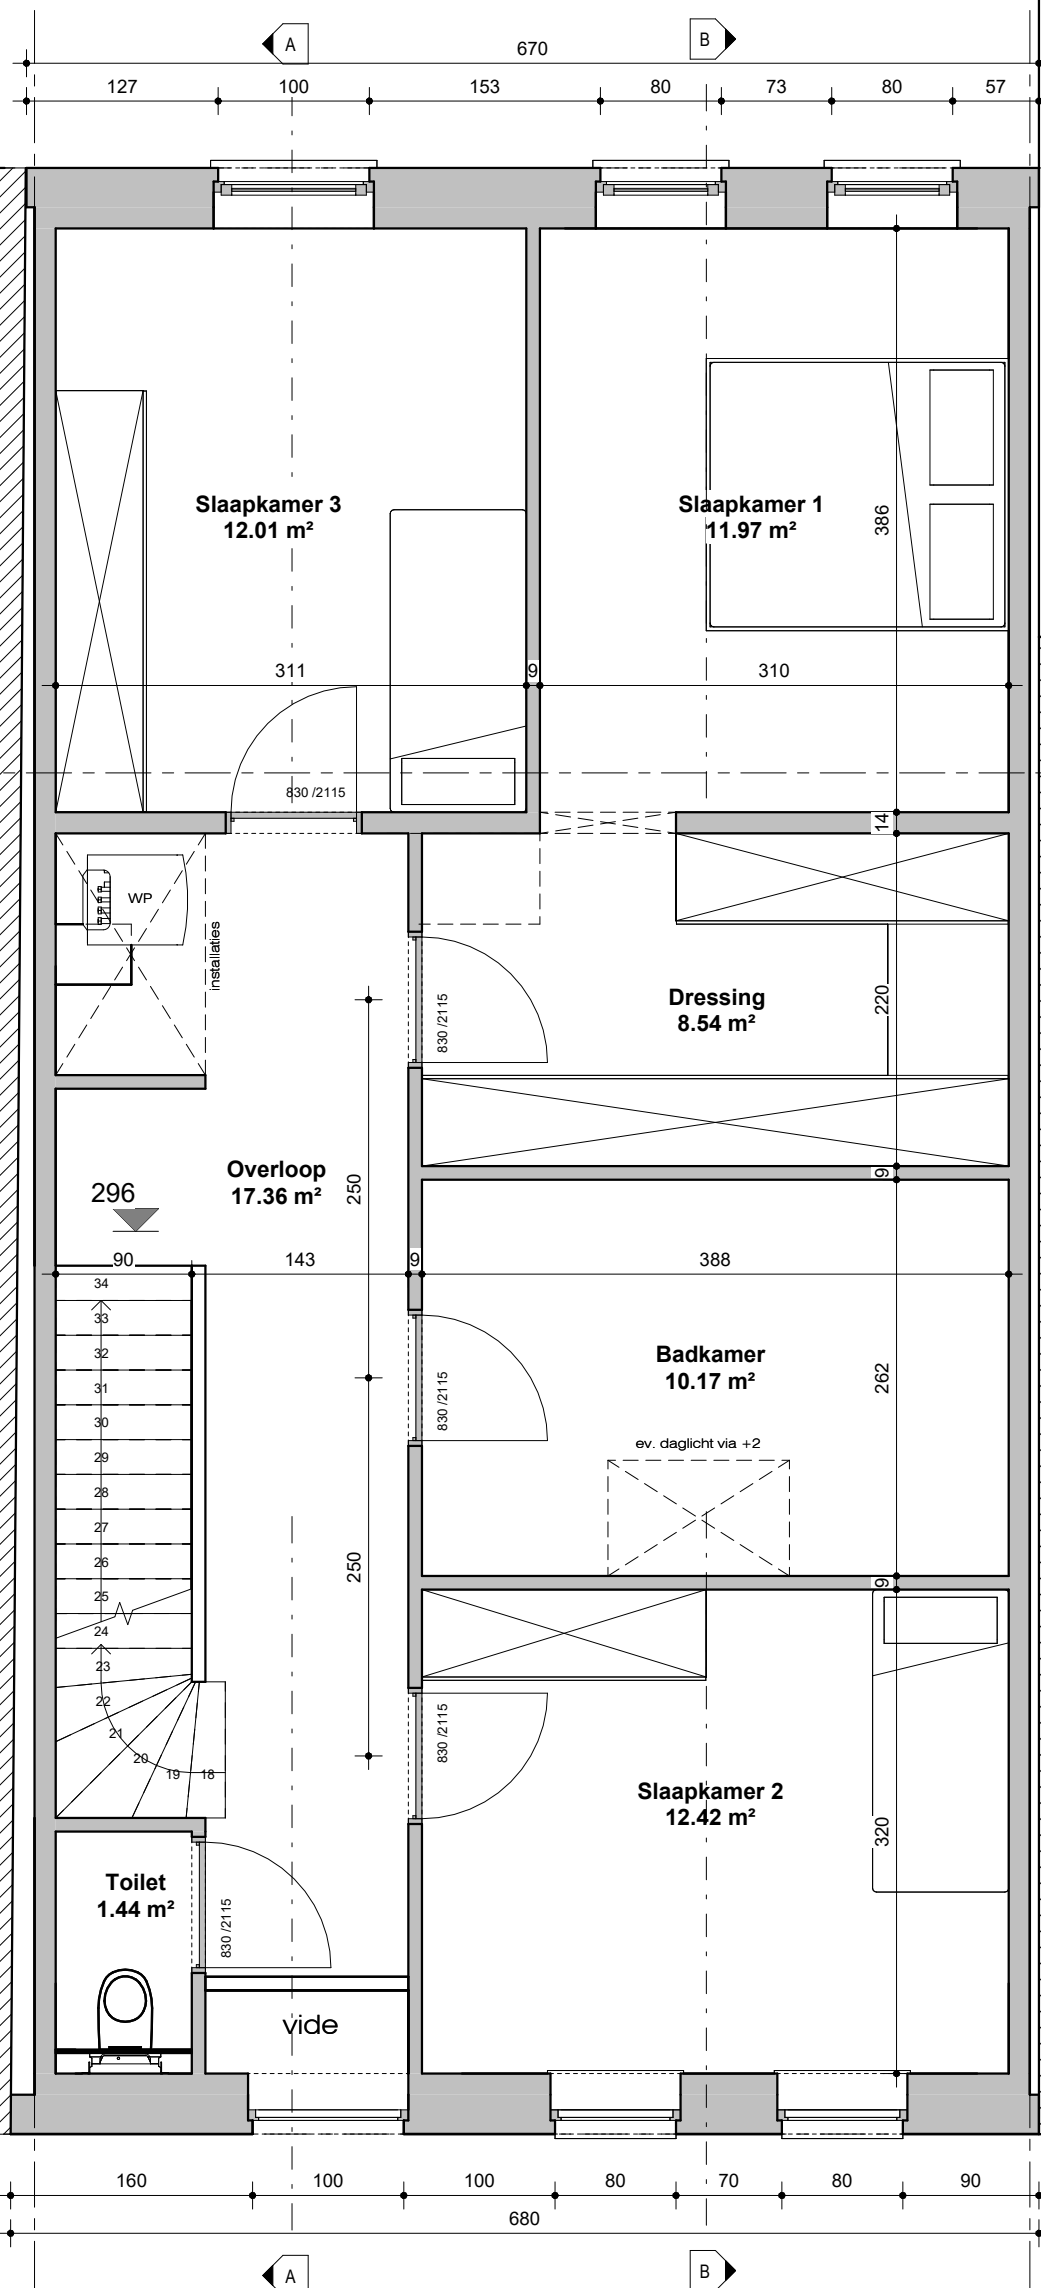 A
B
670
127
100
153
80
73
80
57
Slaapkamer 3
12.01 m²
Slaapkamer 1
11.97 m²
386
311
9
310
830 /2115
14
WP
installaties
830 /2115
Dressing
8.54 m²
220
Overloop
17.36 m²
250
9
296
90
143
9
388
34
33
32
31
30
29
28
27
26
25
24
23
22
21
20
19
18
Badkamer
10.17 m²
262
830 /2115
ev. daglicht via +2
250
9
830 /2115
Slaapkamer 2
12.42 m²
320
Toilet
1.44 m²
830 /2115
vide
160
100
100
80
70
80
90
680
A
B